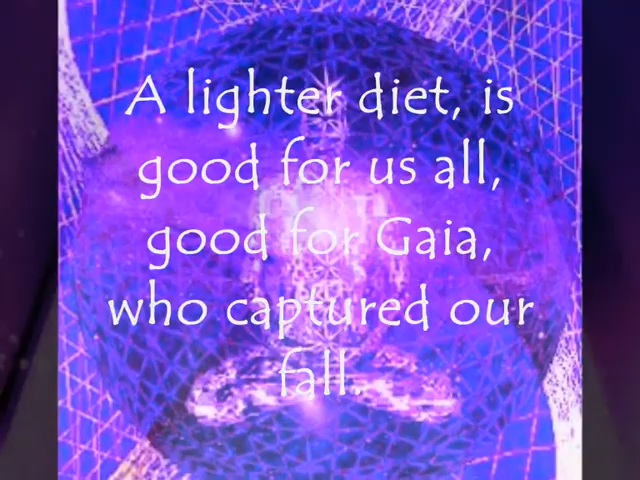 A lighter diet, is
good for us all,
good for Gaia,
who captured our
fall.